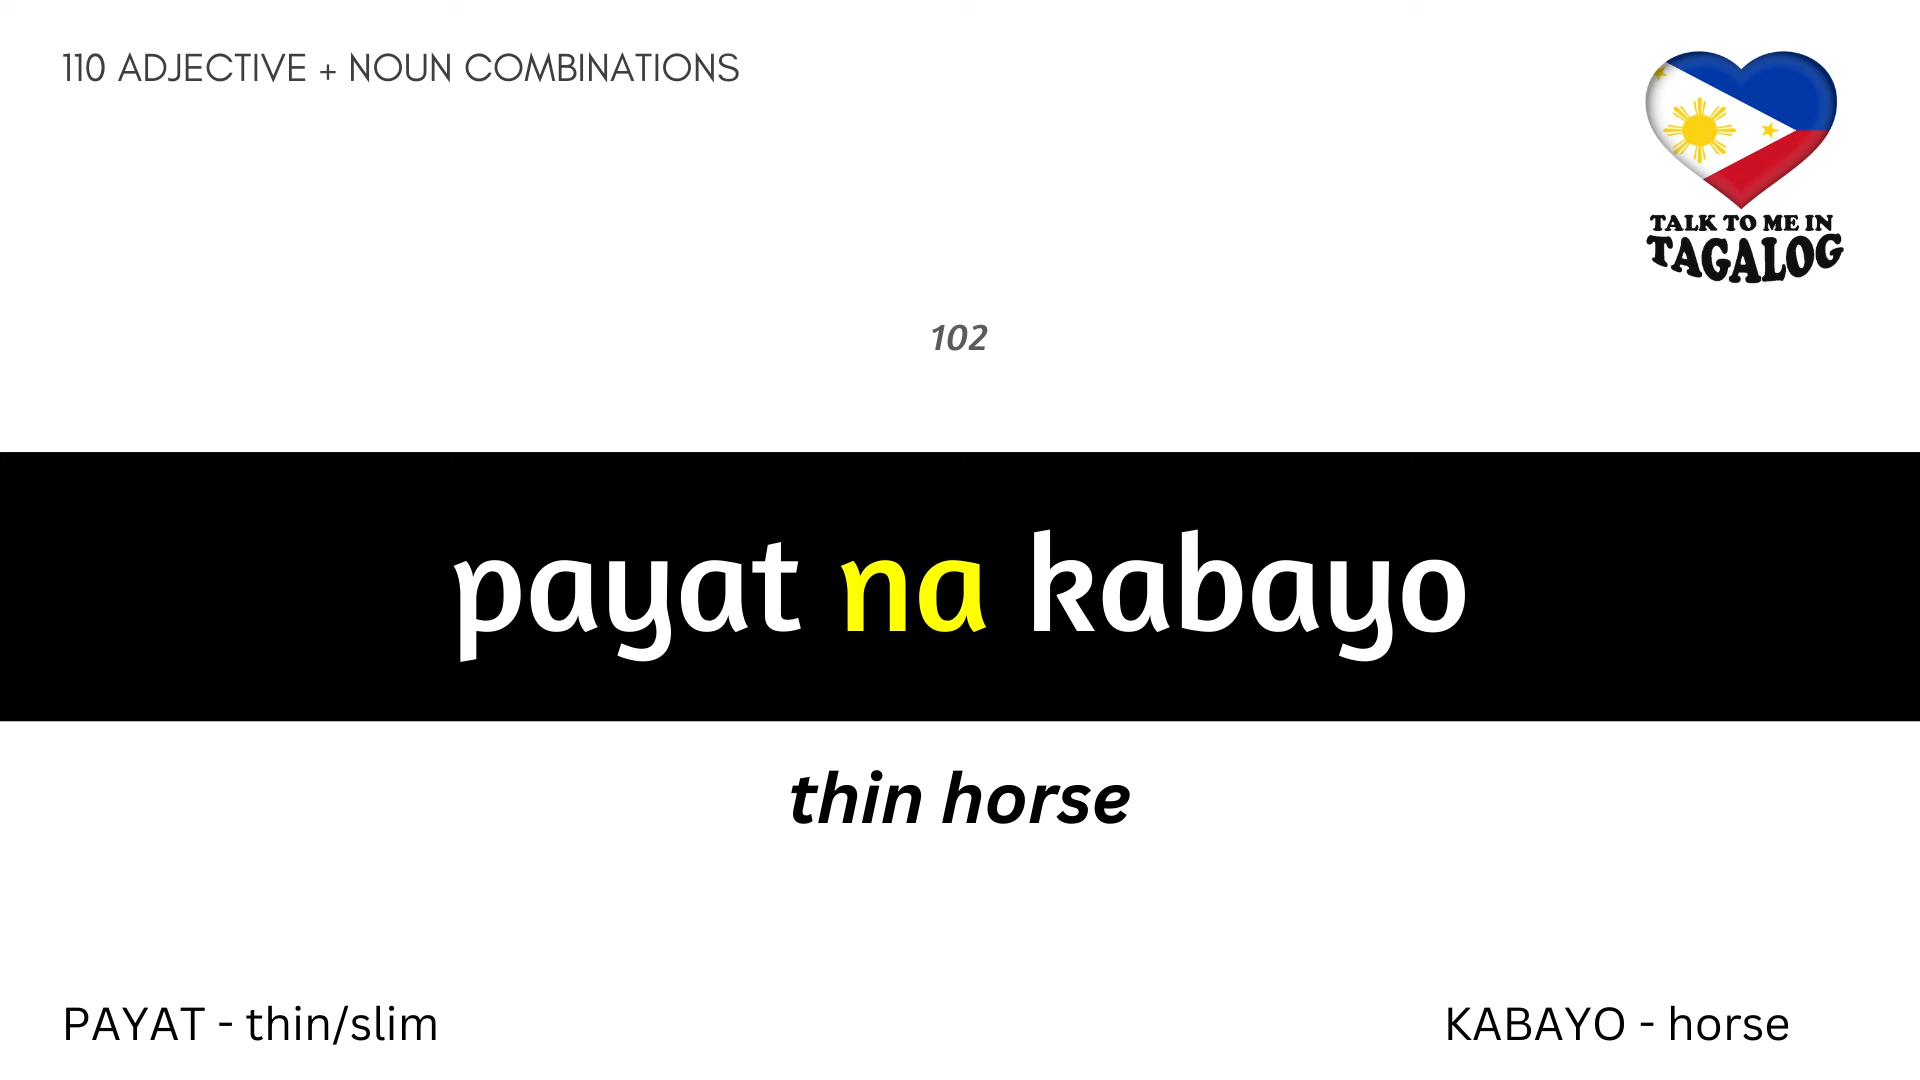 110 ADJECTIVE + NOUN COMBINATIONS
TALK TO ME IN
TAGALOG
102
payat na kabayo
thin horse
PAYAT - thin/slim
KABAYO - horse